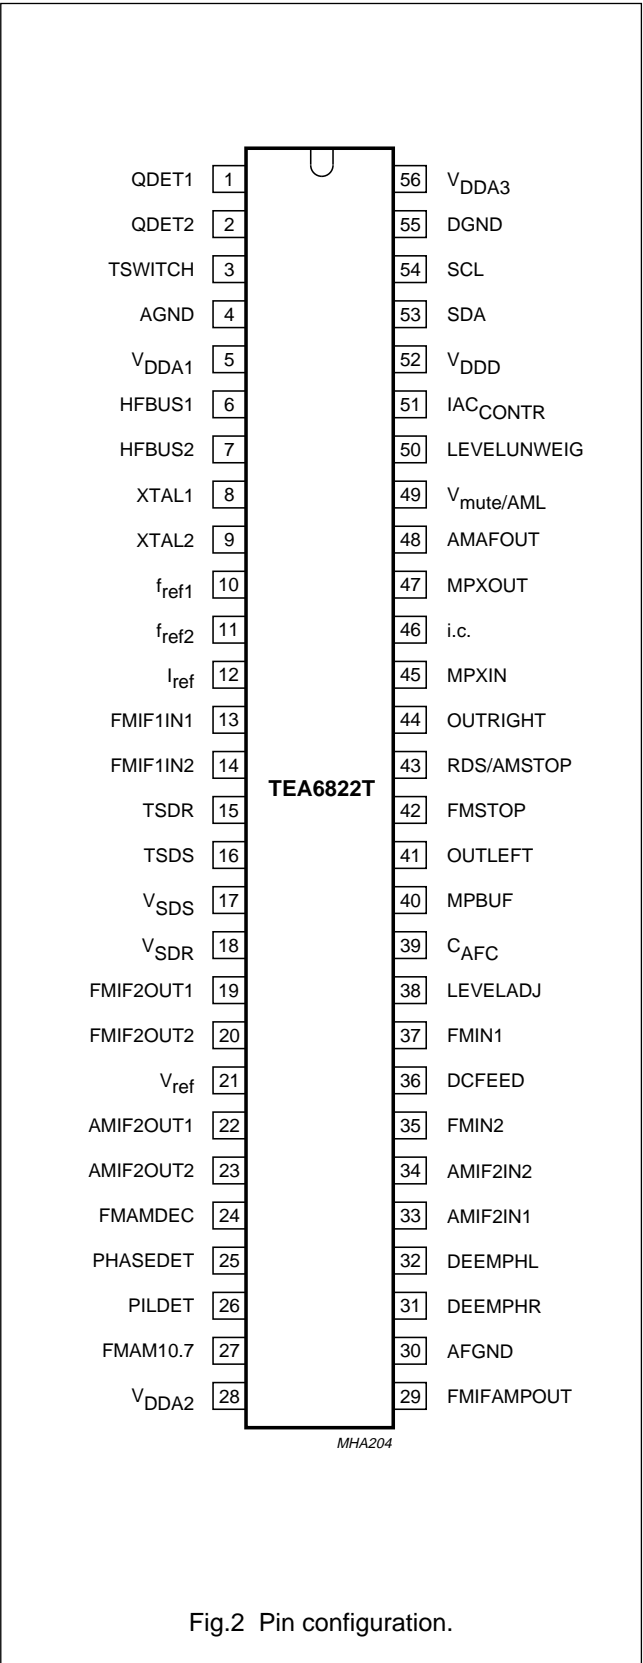 QDET1 1 56 VDDA3
QDET2 2 55 DGND
TSWITCH 3 54 SCL
AGND 4 53 SDA
VDDA1 5 52 VDDD
HFBUS1 6 51 IACCONTR
HFBUS2 7 50 LEVELUNWEIG
XTAL1 8 49 Vmute/AML
XTAL2 9 48 AMAFOUT
fref1 10 47 MPXOUT
fref2 11 46 i.c.
Iref 12 45 MPXIN
FMIF1IN1 13 44 OUTRIGHT
FMIF1IN2 14 43 RDS/AMSTOP
TEA6822T
TSDR 15 42 FMSTOP
TSDS 16 41 OUTLEFT
VSDS 17 40 MPBUF
VSDR 18 39 CAFC
FMIF2OUT1 19 38 LEVELADJ
FMIF2OUT2 20 37 FMIN1
Vref 21 36 DCFEED
AMIF2OUT1 22 35 FMIN2
AMIF2OUT2 23 34 AMIF2IN2
FMAMDEC 24 33 AMIF2IN1
PHASEDET 25 32 DEEMPHL
PILDET 26 31 DEEMPHR
FMAM10.7 27 30 AFGND
VDDA2 28 29 FMIFAMPOUT
MHA204
Fig.2 Pin configuration.